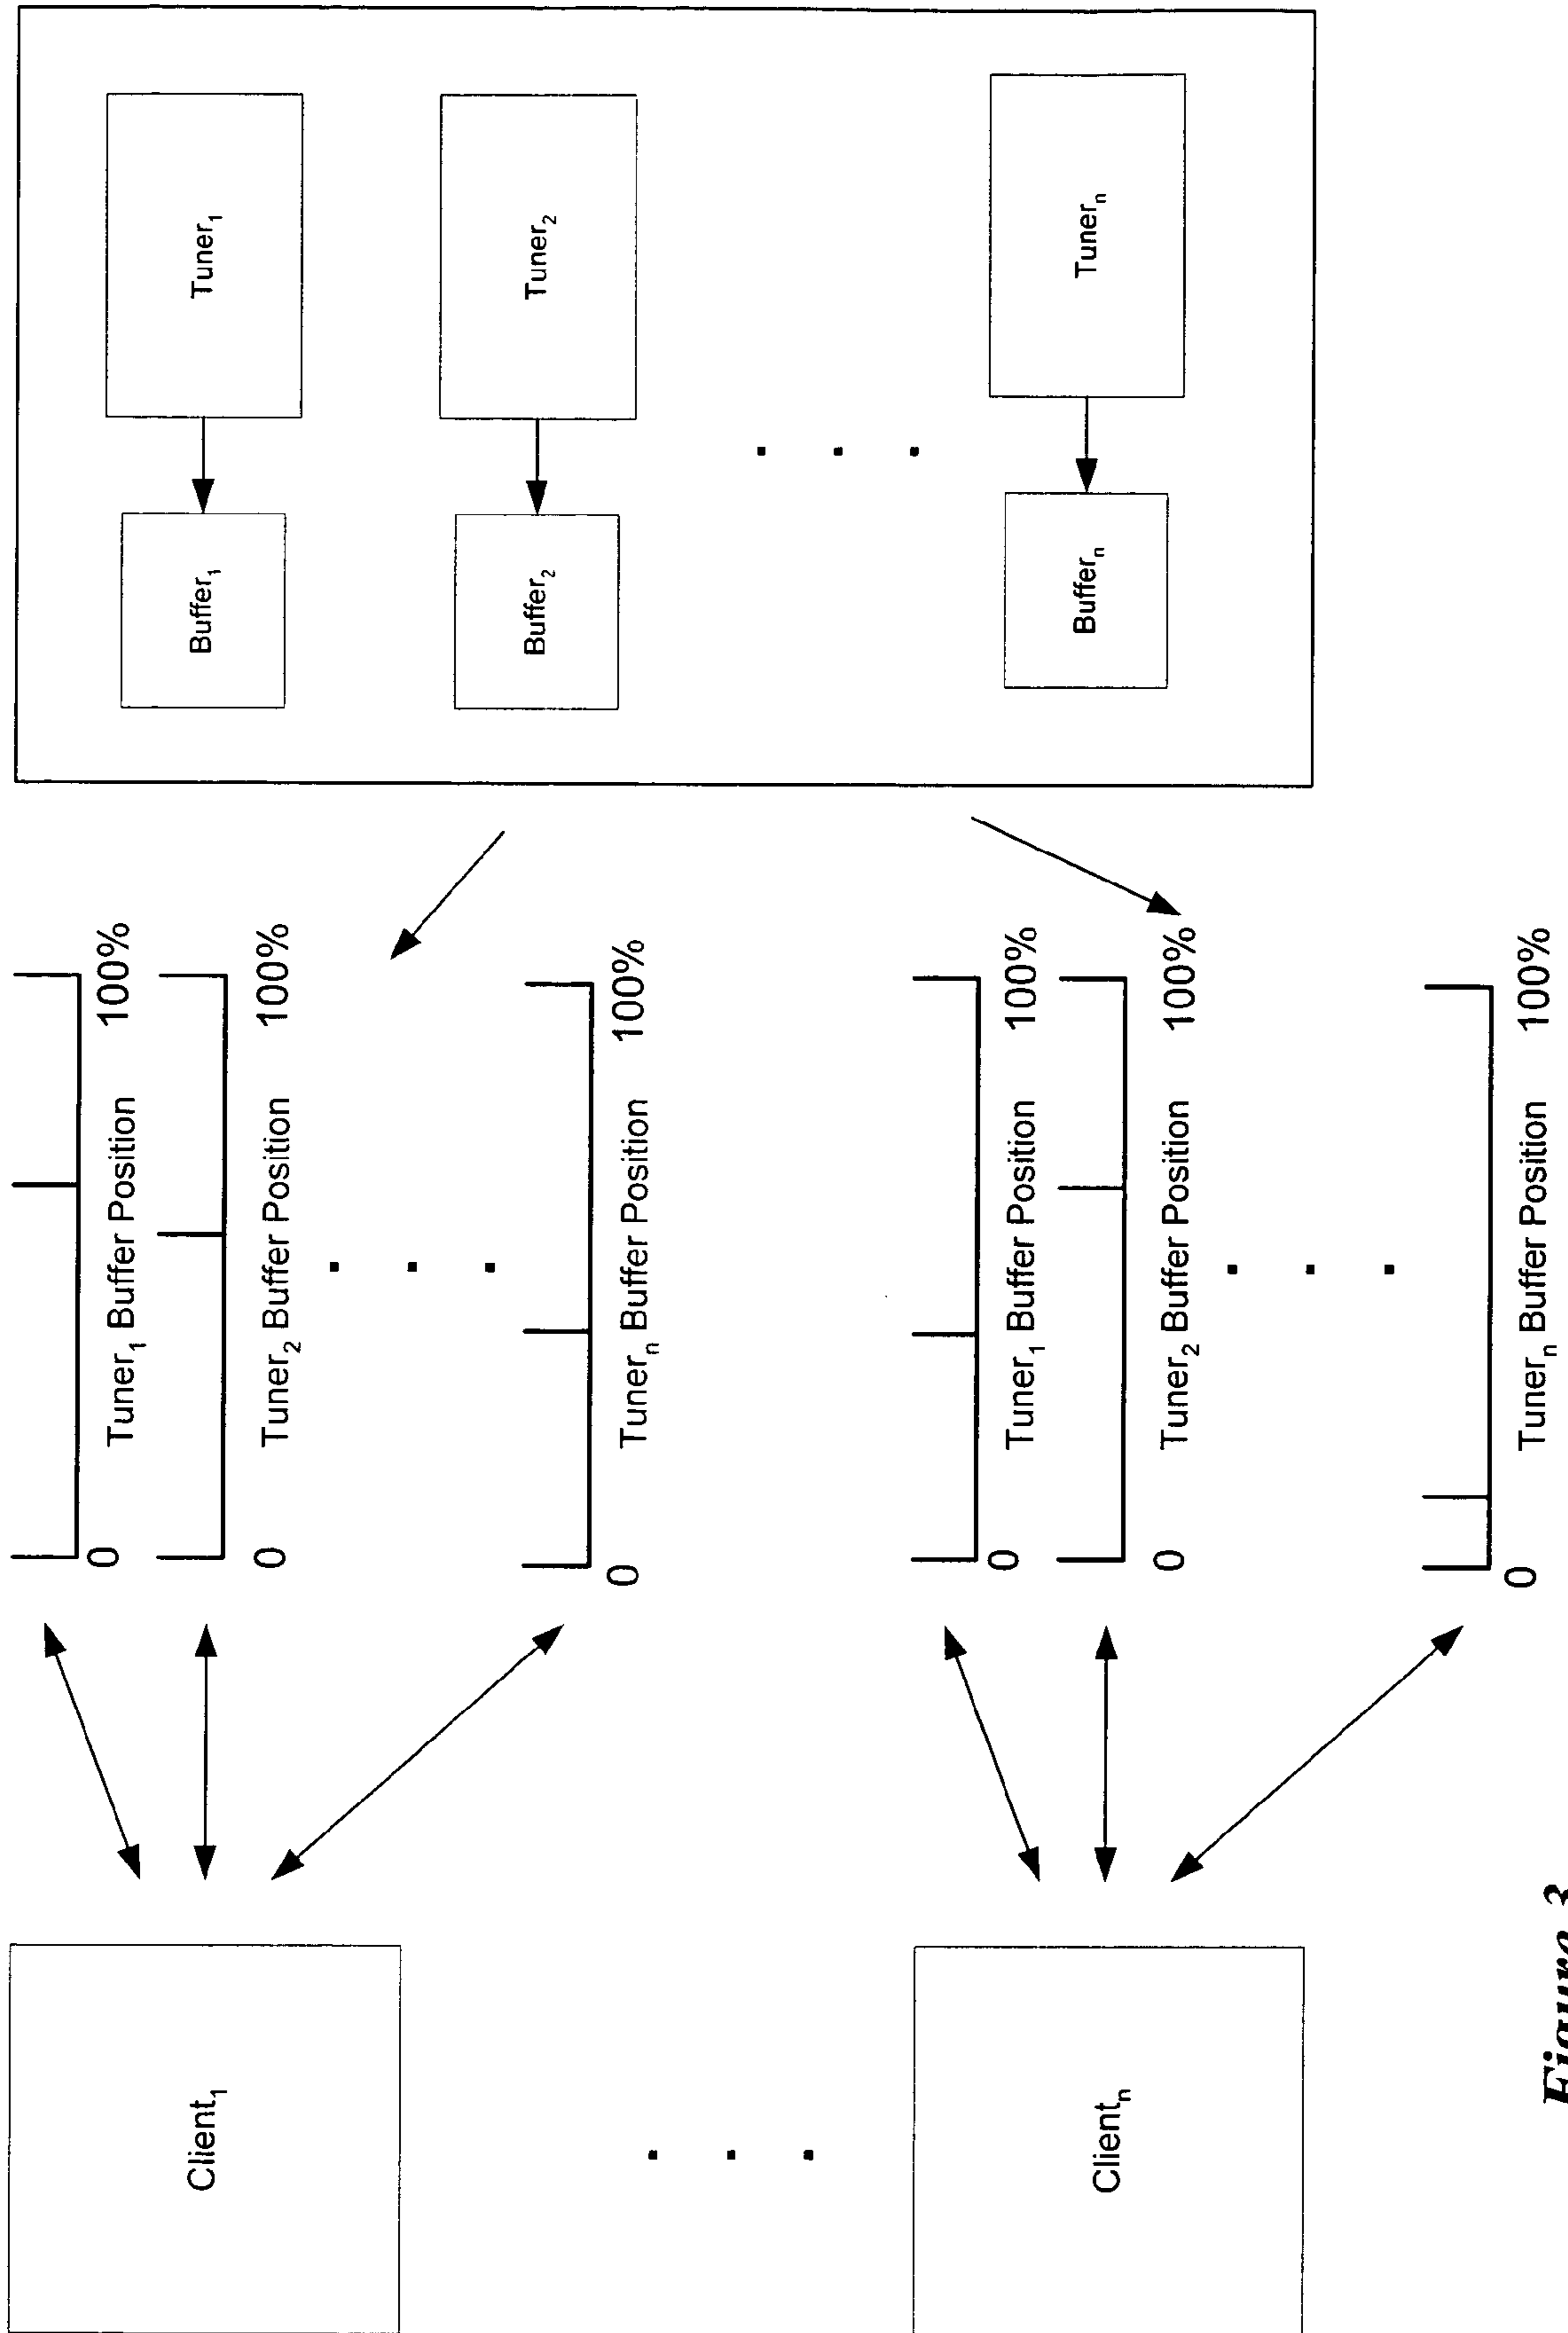 Client₁
0 Tuner₁ Buffer Position 100%
0 Tuner₂ Buffer Position 100%
0 Tunerₙ Buffer Position 100%
Buffer₁
Tuner₁
Buffer₂
Tuner₂
Bufferₙ
Tunerₙ
Clientₙ
0 Tuner₁ Buffer Position 100%
0 Tuner₂ Buffer Position 100%
0 Tunerₙ Buffer Position 100%
Figure 3